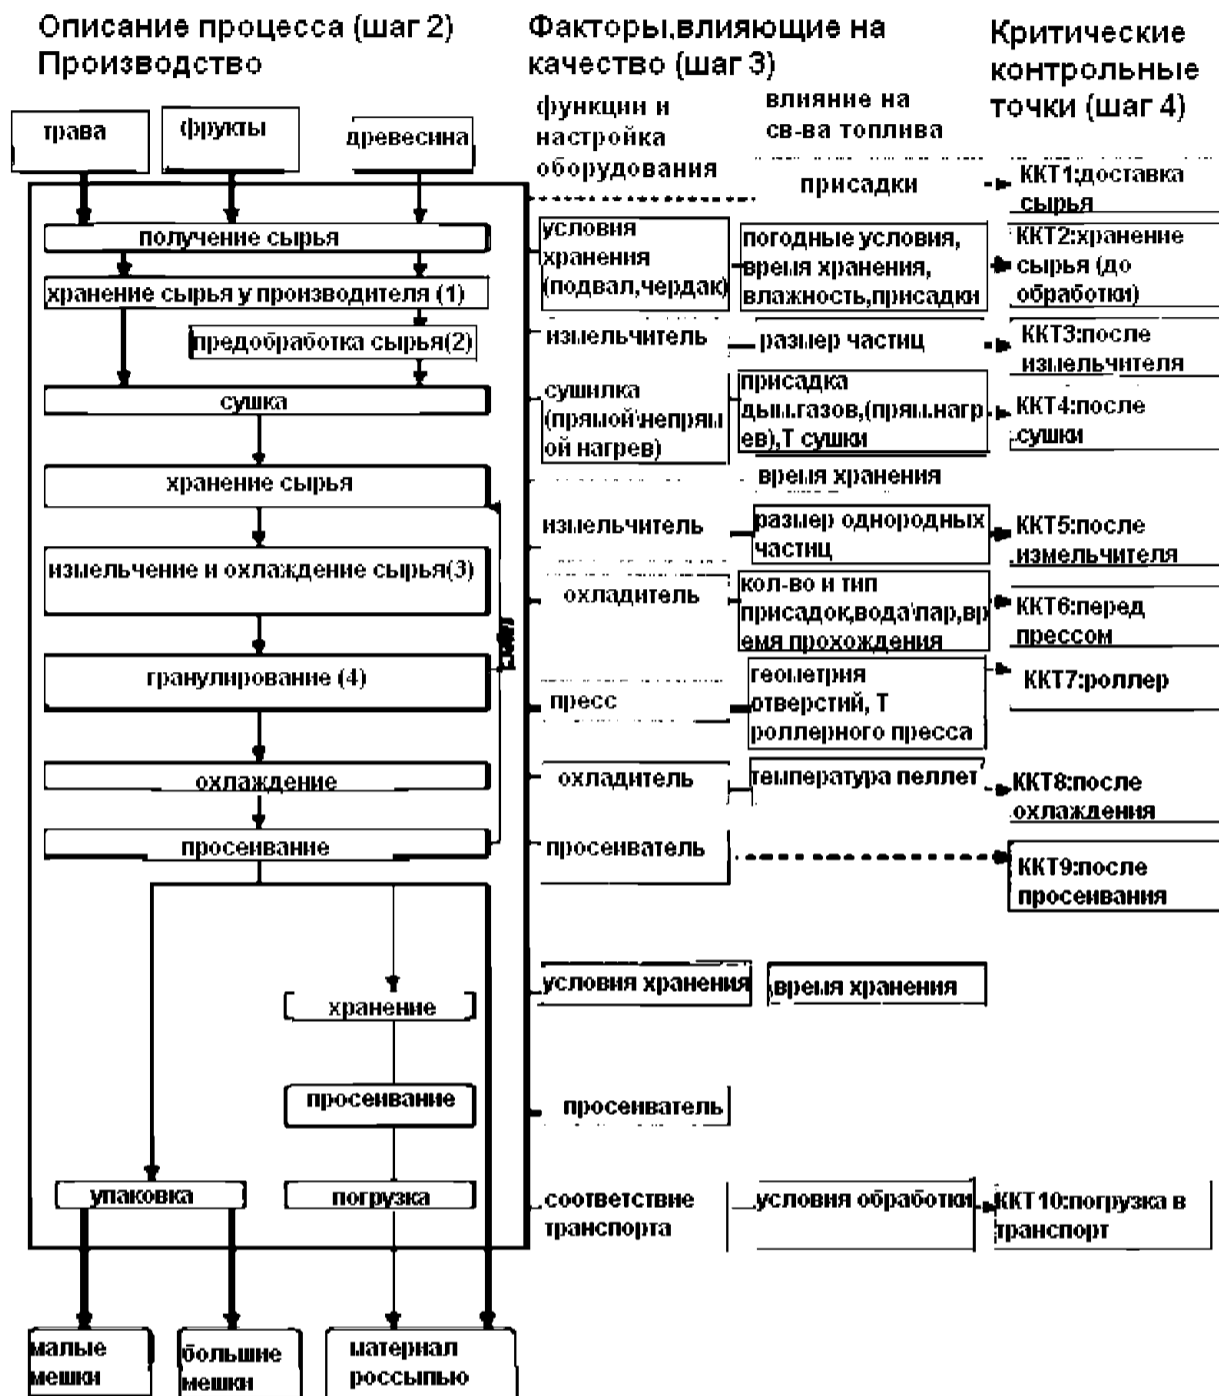 Описание процесса (шаг 2)
Производство
Факторы,влияющие на
качество (шаг 3)
Критические
контрольные
точки (шаг 4)
функции и
настройка
оборудования
влияние на
св-ва топлива
трава
фрукты
древесина
присадки
ККТ1:доставка
сырья
получение сырья
условия
хранения
(подвал,чердак)
погодные условия,
время хранения,
влажность,присадки
ККТ2:хранение
сырья (до
обработки)
хранение сырья у производителя (1)
предобработка сырья(2)
измельчитель
размер частиц
ККТ3:после
измельчителя
сушка
сушилка
(прямой\непрям
ой нагрев)
присадка
дым.газов,(прям.нагр
ев),Т сушки
ККТ4:после
сушки
хранение сырья
время хранения
измельчитель
размер однородных
частиц
ККТ5:после
измельчителя
измельчение и охлаждение сырья(3)
охладитель
кол-во и тип
присадок,вода\пар,вр
емя прохождения
ККТ6:перед
прессом
гранулирование (4)
пресс
геометрия
отверстий, Т
роллерного пресса
ККТ7:роллер
охлаждение
охладитель
температура пеллет
ККТ8:после
охлаждения
просеивание
просеиватель
ККТ9:после
просеивания
условия хранения
время хранения
хранение
просеивание
просеиватель
упаковка
погрузка
соответствие
транспорта
условия обработки
ККТ10:погрузка в
транспорт
малые
мешки
большие
мешки
материал
россыпью